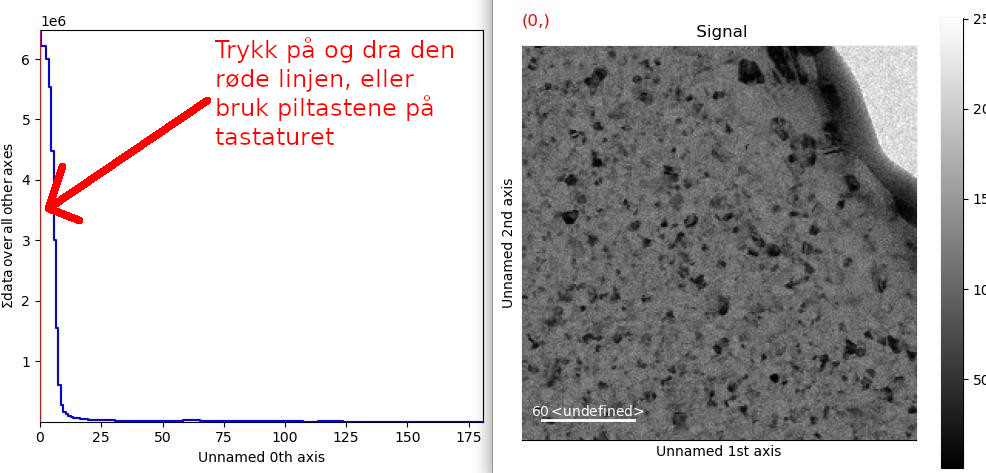 1e6
Trykk på og dra den
røde linjen, eller
bruk piltastene på
tastaturet
6
5
4
3
2
1
Σdata over all other axes
0
25
50
75
100
125
150
175
Unnamed 0th axis
(0,)
Signal
Unnamed 2nd axis
60 <undefined>
Unnamed 1st axis
25
20
15
10
50